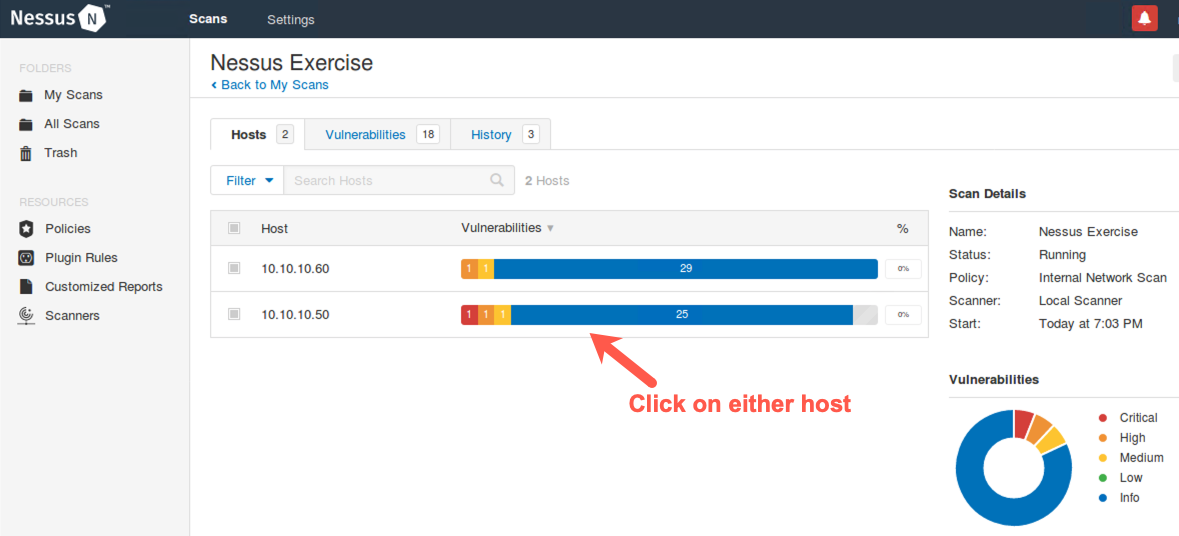 Nessus N ™ Scans Settings
Nessus Exercise
Back to My Scans
FOLDERS
My Scans
All Scans
Trash
RESOURCES
Policies
Plugin Rules
Customized Reports
Scanners
Hosts 2 Vulnerabilities 18 History 3
Filter Search Hosts 2 Hosts
Host Vulnerabilities %
10.10.10.60 1 1 29 0%
10.10.10.50 1 1 1 25 0%
Click on either host
Scan Details
Name: Nessus Exercise
Status: Running
Policy: Internal Network Scan
Scanner: Local Scanner
Start: Today at 7:03 PM
Vulnerabilities
Critical
High
Medium
Low
Info